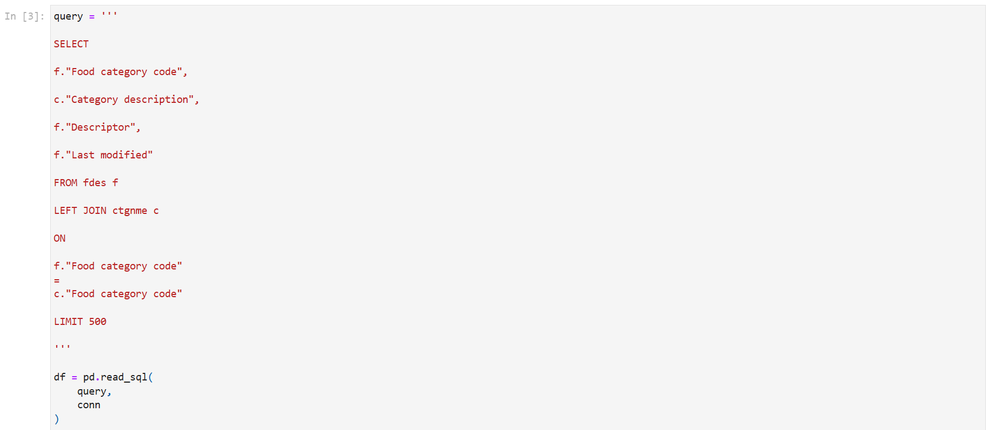 In [3]: query = '''
SELECT
f."Food category code",
c."Category description",
f."Descriptor",
f."Last modified"
FROM fdes f
LEFT JOIN ctgnme c
ON
f."Food category code"
=
c."Food category code"
LIMIT 500
'''
df = pd.read_sql(
    query,
    conn
)